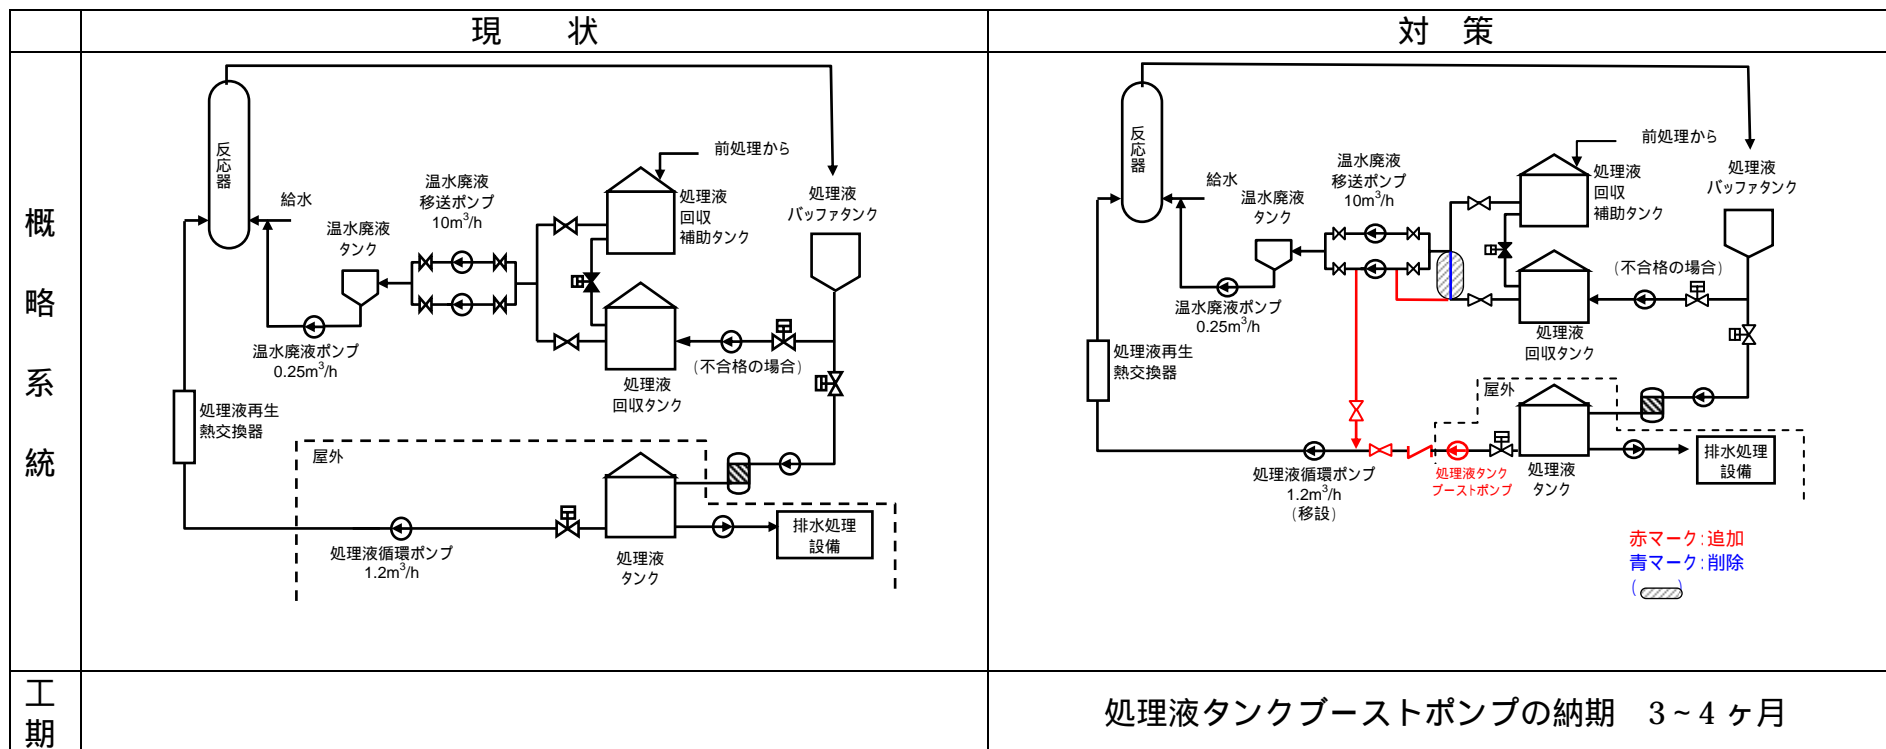 現 状
対 策
概略系統
反応器
給水
温水廃液
タンク
温水廃液
移送ポンプ
10m³/h
前処理から
処理液
回収
補助タンク
処理液
バッファタンク
温水廃液ポンプ
0.25m³/h
処理液
回収タンク
(不合格の場合)
処理液再生
熱交換器
屋外
処理液循環ポンプ
1.2m³/h
処理液
タンク
排水処理
設備
反応器
給水
温水廃液
タンク
温水廃液
移送ポンプ
10m³/h
前処理から
処理液
回収
補助タンク
処理液
バッファタンク
(不合格の場合)
温水廃液ポンプ
0.25m³/h
処理液
回収タンク
処理液再生
熱交換器
屋外
処理液循環ポンプ
1.2m³/h
(移設)
処理液タンク
ブーストポンプ
処理液
タンク
排水処理
設備
赤マーク:追加
青マーク:削除
( )
工期
処理液タンクブーストポンプの納期 3~4ヶ月